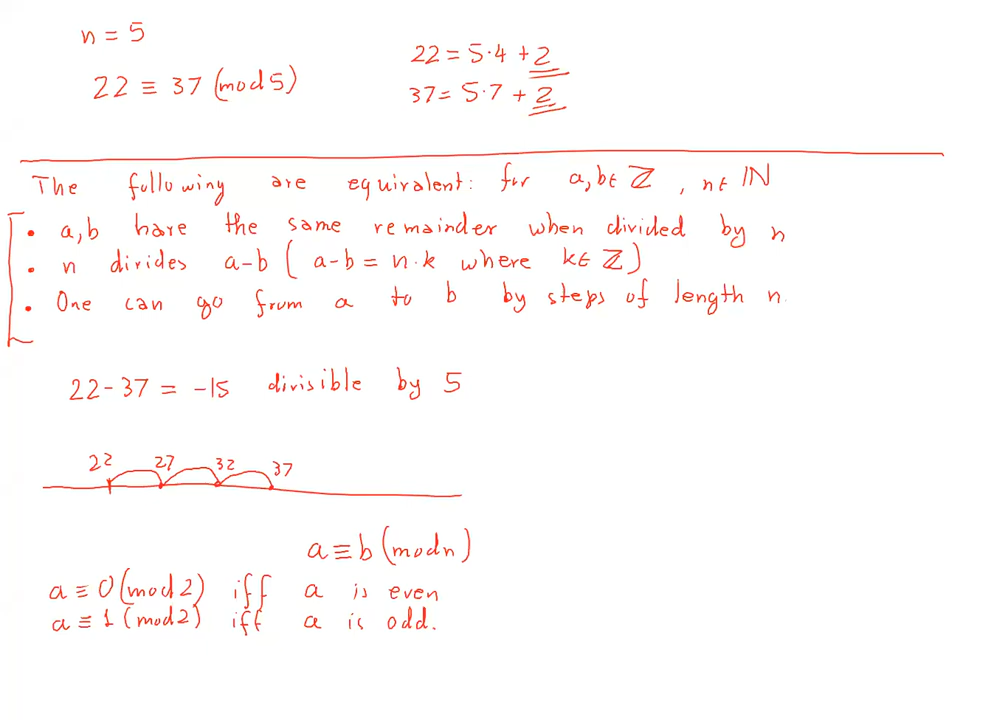 n = 5
22 ≡ 37 (mod 5)
22 = 5·4 + 2
37 = 5·7 + 2
The following are equivalent: for a,b ∈ ℤ, n ∈ ℕ
• a,b have the same remainder when divided by n
• n divides a-b (a-b = n·k where k ∈ ℤ)
• One can go from a to b by steps of length n.
22 - 37 = -15 divisible by 5
22 27 32 37
a ≡ b (mod n)
a ≡ 0 (mod 2) iff a is even
a ≡ 1 (mod 2) iff a is odd.